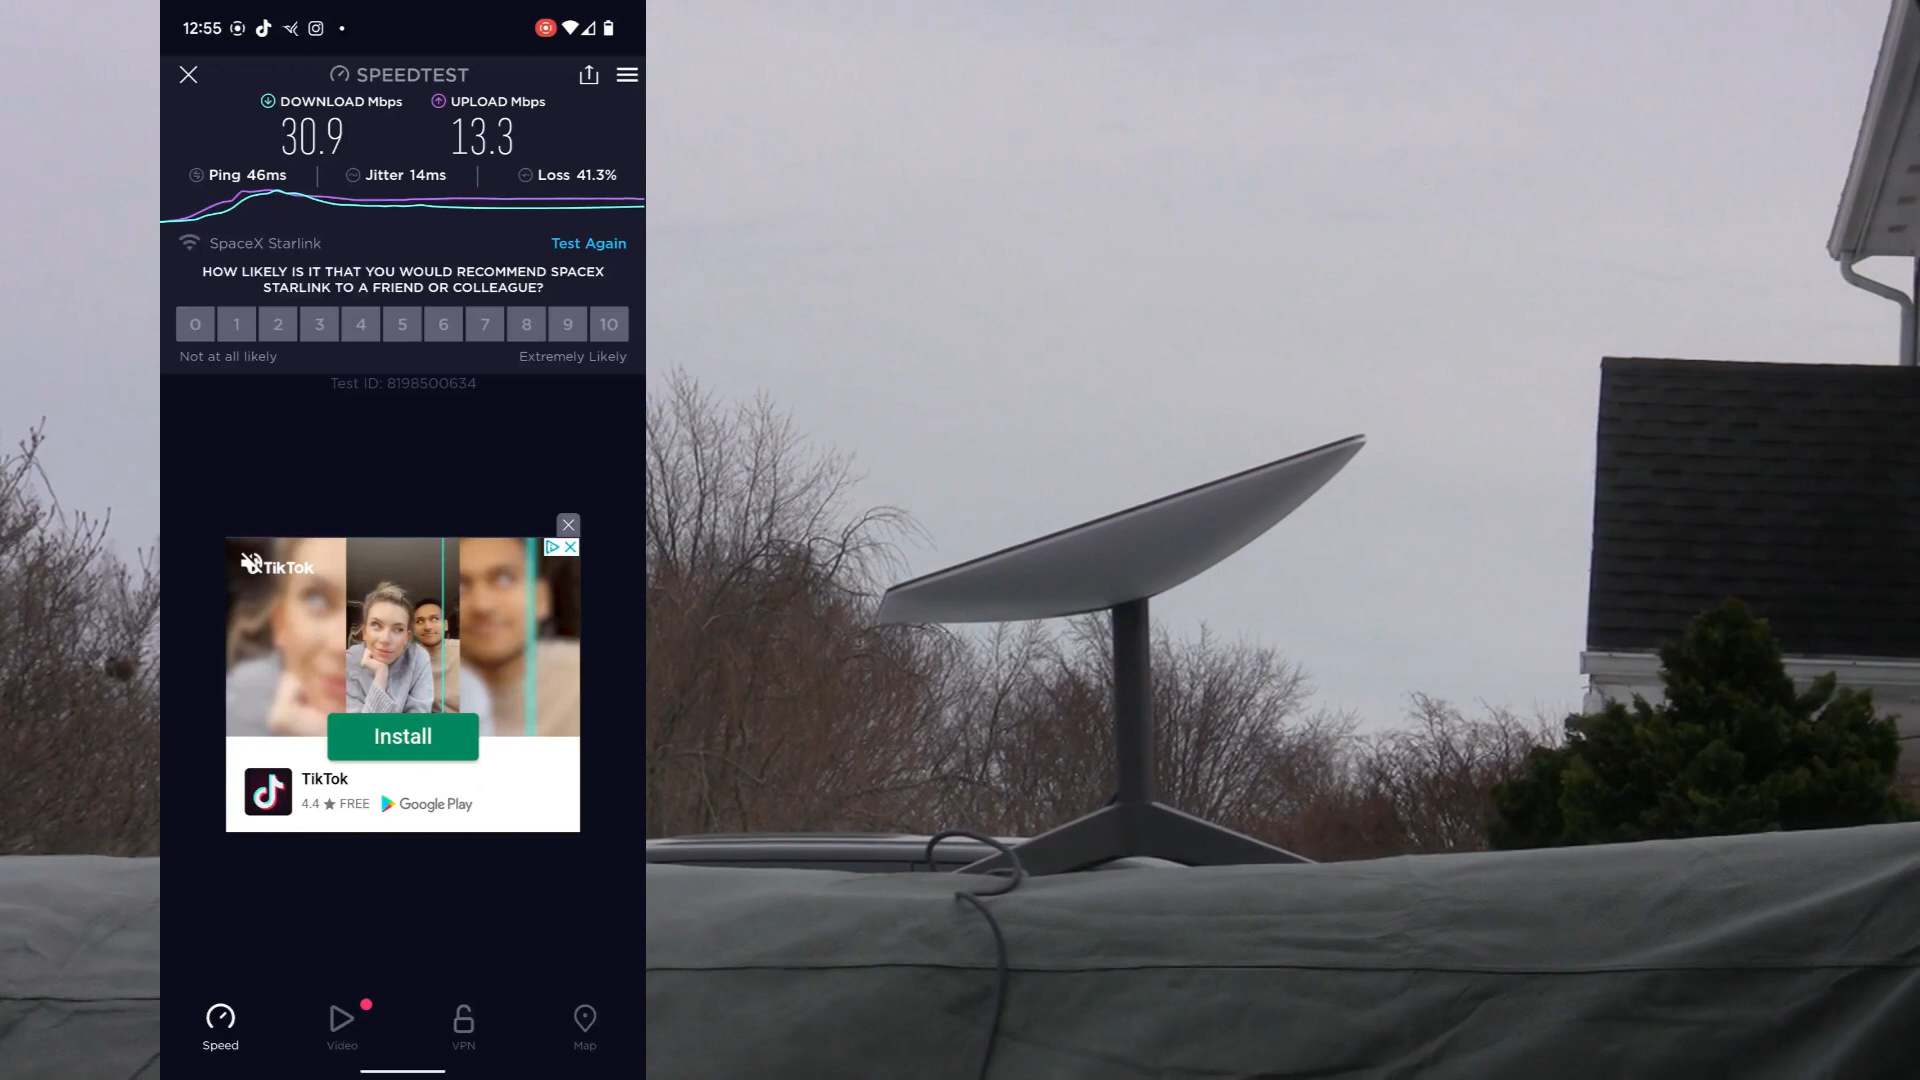 12:55
SPEEDTEST
DOWNLOAD Mbps UPLOAD Mbps
30.9 13.3
Ping 46ms Jitter 14ms Loss 41.3%
SpaceX Starlink Test Again
HOW LIKELY IS IT THAT YOU WOULD RECOMMEND SPACEX
STARLINK TO A FRIEND OR COLLEAGUE?
0 1 2 3 4 5 6 7 8 9 10
Not at all likely Extremely Likely
Test ID: 8198500634
TikTok
Install
TikTok
4.4 ★ FREE Google Play
Speed Video VPN Map